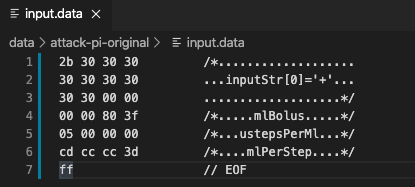 input.data ×
data > attack-pi-original > input.data
1 2b 30 30 30 /*..................
2 30 30 30 30 ...inputStr[0]='+'...
3 30 30 00 00 ..................*/
4 00 00 80 3f /*.....mlBolus.....*/
5 05 00 00 00 /*...ustepsPerMl...*/
6 cd cc cc 3d /*....mlPerStep....*/
7 ff // EOF